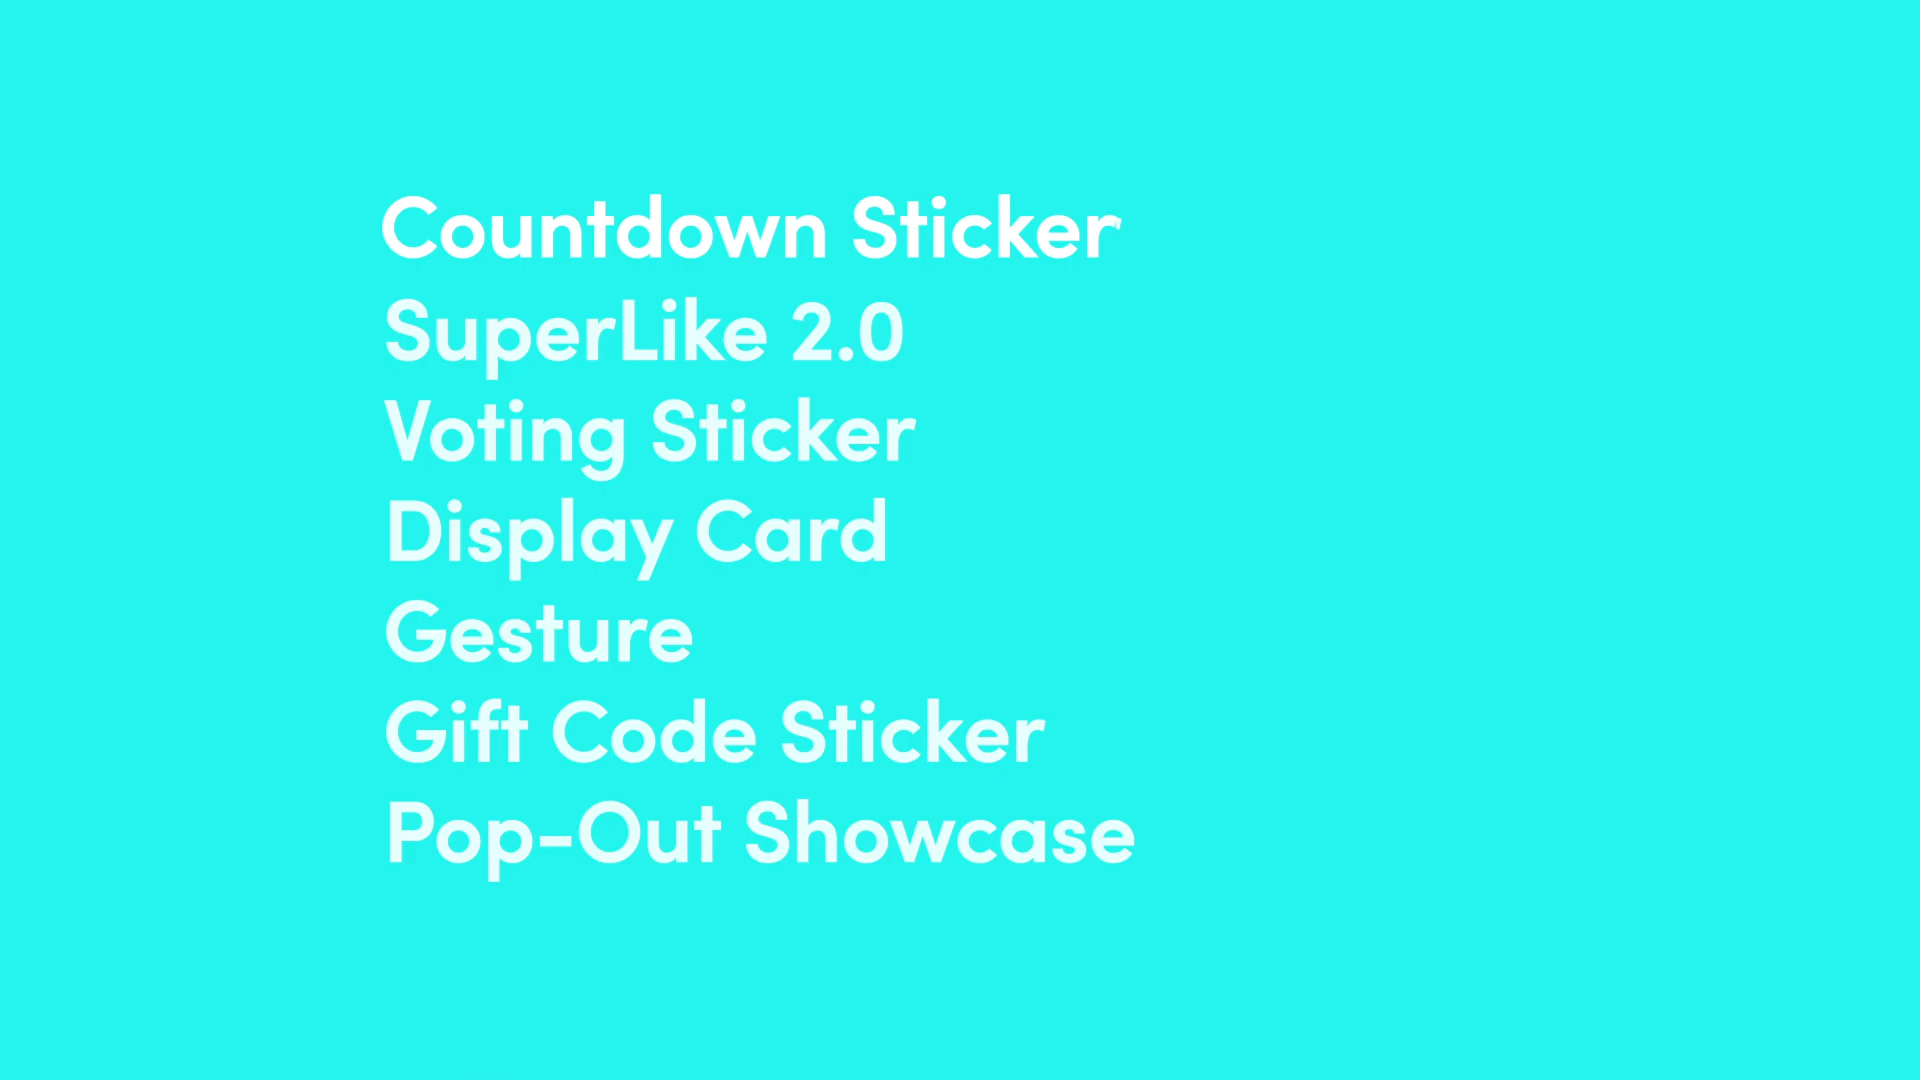 Countdown Sticker
SuperLike 2.0
Voting Sticker
Display Card
Gesture
Gift Code Sticker
Pop-Out Showcase